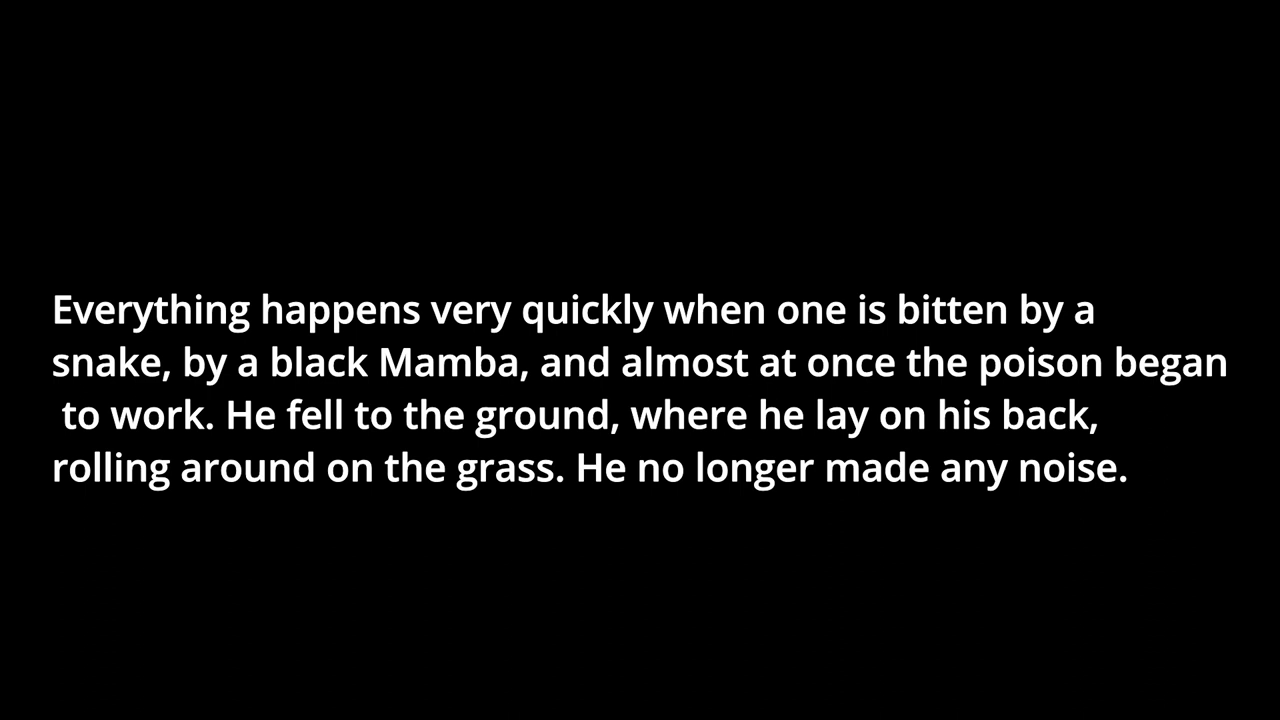 Everything happens very quickly when one is bitten by a
snake, by a black Mamba, and almost at once the poison began
to work. He fell to the ground, where he lay on his back,
rolling around on the grass. He no longer made any noise.